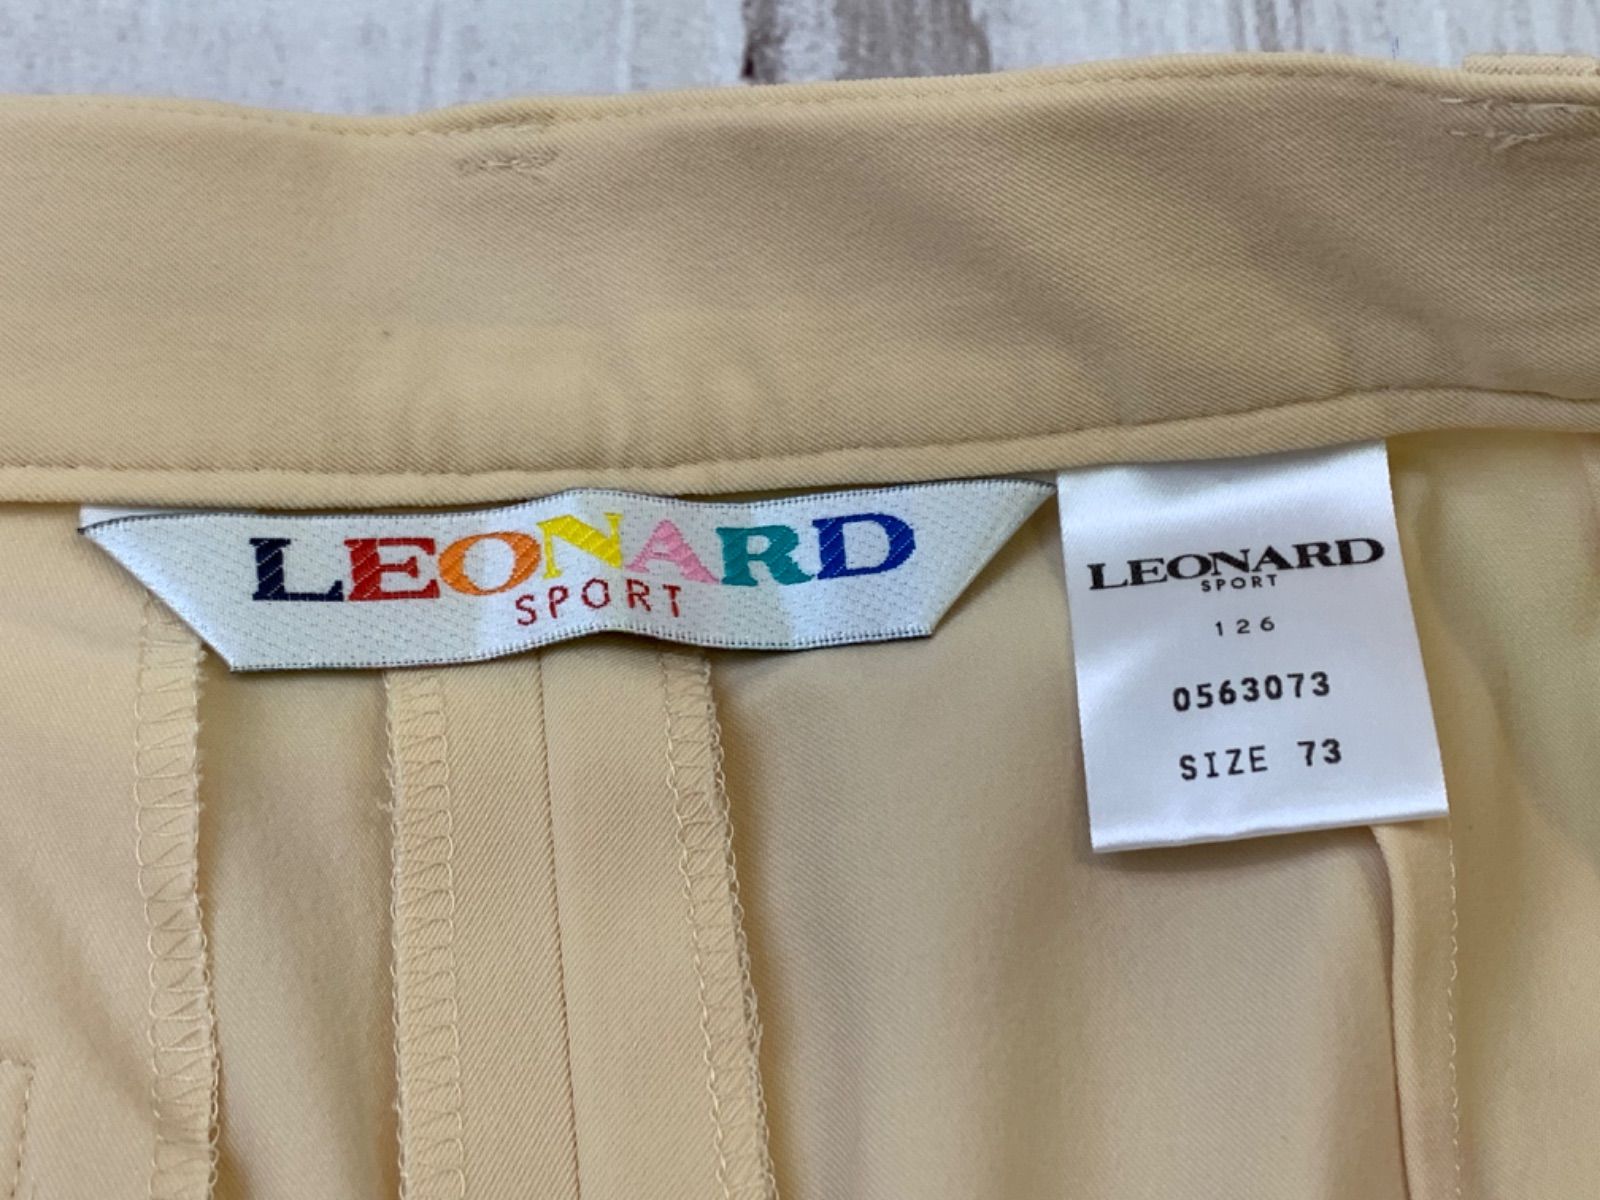 LEONARD
SPORT
LEONARD
SPORT
126
0563073
SIZE 73